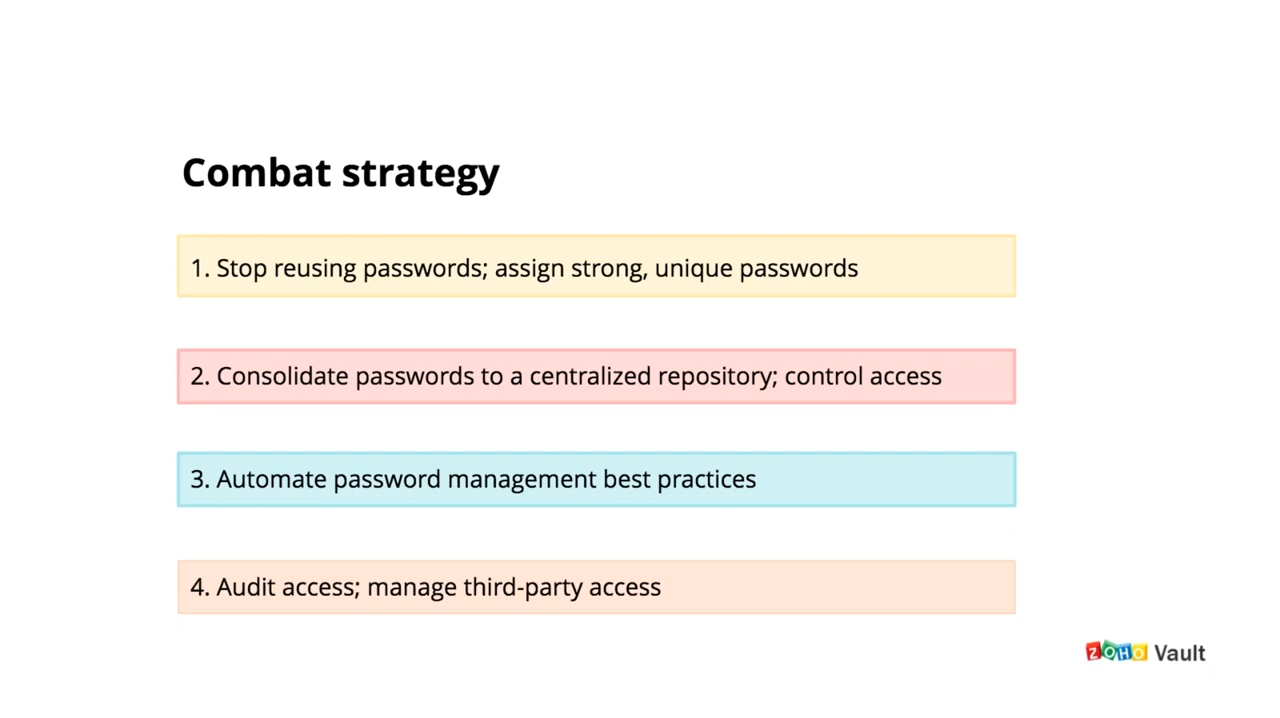 Combat strategy
1. Stop reusing passwords; assign strong, unique passwords
2. Consolidate passwords to a centralized repository; control access
3. Automate password management best practices
4. Audit access; manage third-party access
ZOHO Vault